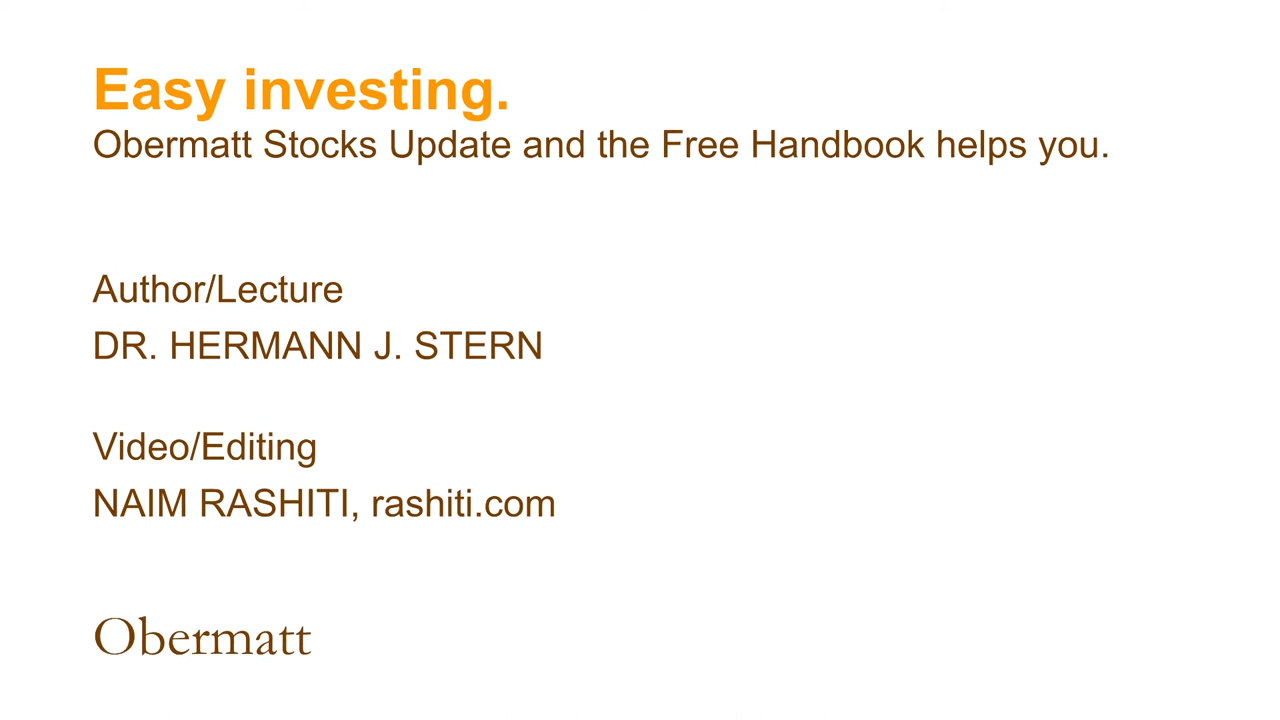 Easy investing.
Obermatt Stocks Update and the Free Handbook helps you.
Author/Lecture
DR. HERMANN J. STERN
Video/Editing
NAIM RASHITI, rashiti.com
Obermatt